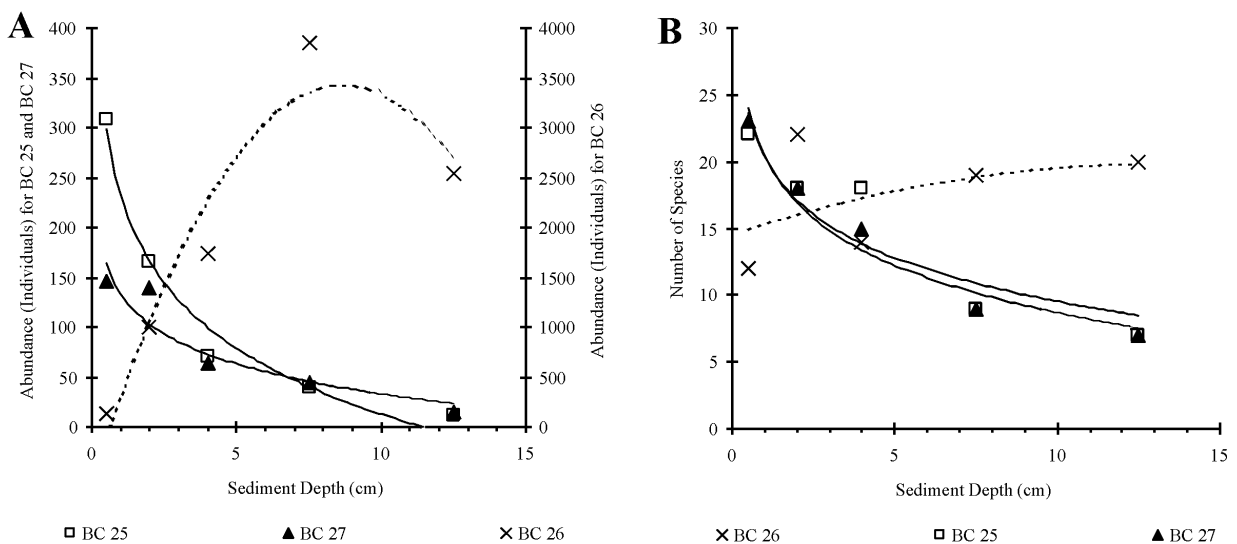 A
Abundance (Individuals) for BC 25 and BC 27
400
350
300
250
200
150
100
50
0
0 5 10 15
Sediment Depth (cm)
4000
3500
3000
2500
2000
1500
1000
500
0
Abundance (Individuals) for BC 26
BC 25 BC 27 BC 26
B
Number of Species
30
25
20
15
10
5
0
0 5 10 15
Sediment Depth (cm)
BC 26 BC 25 BC 27